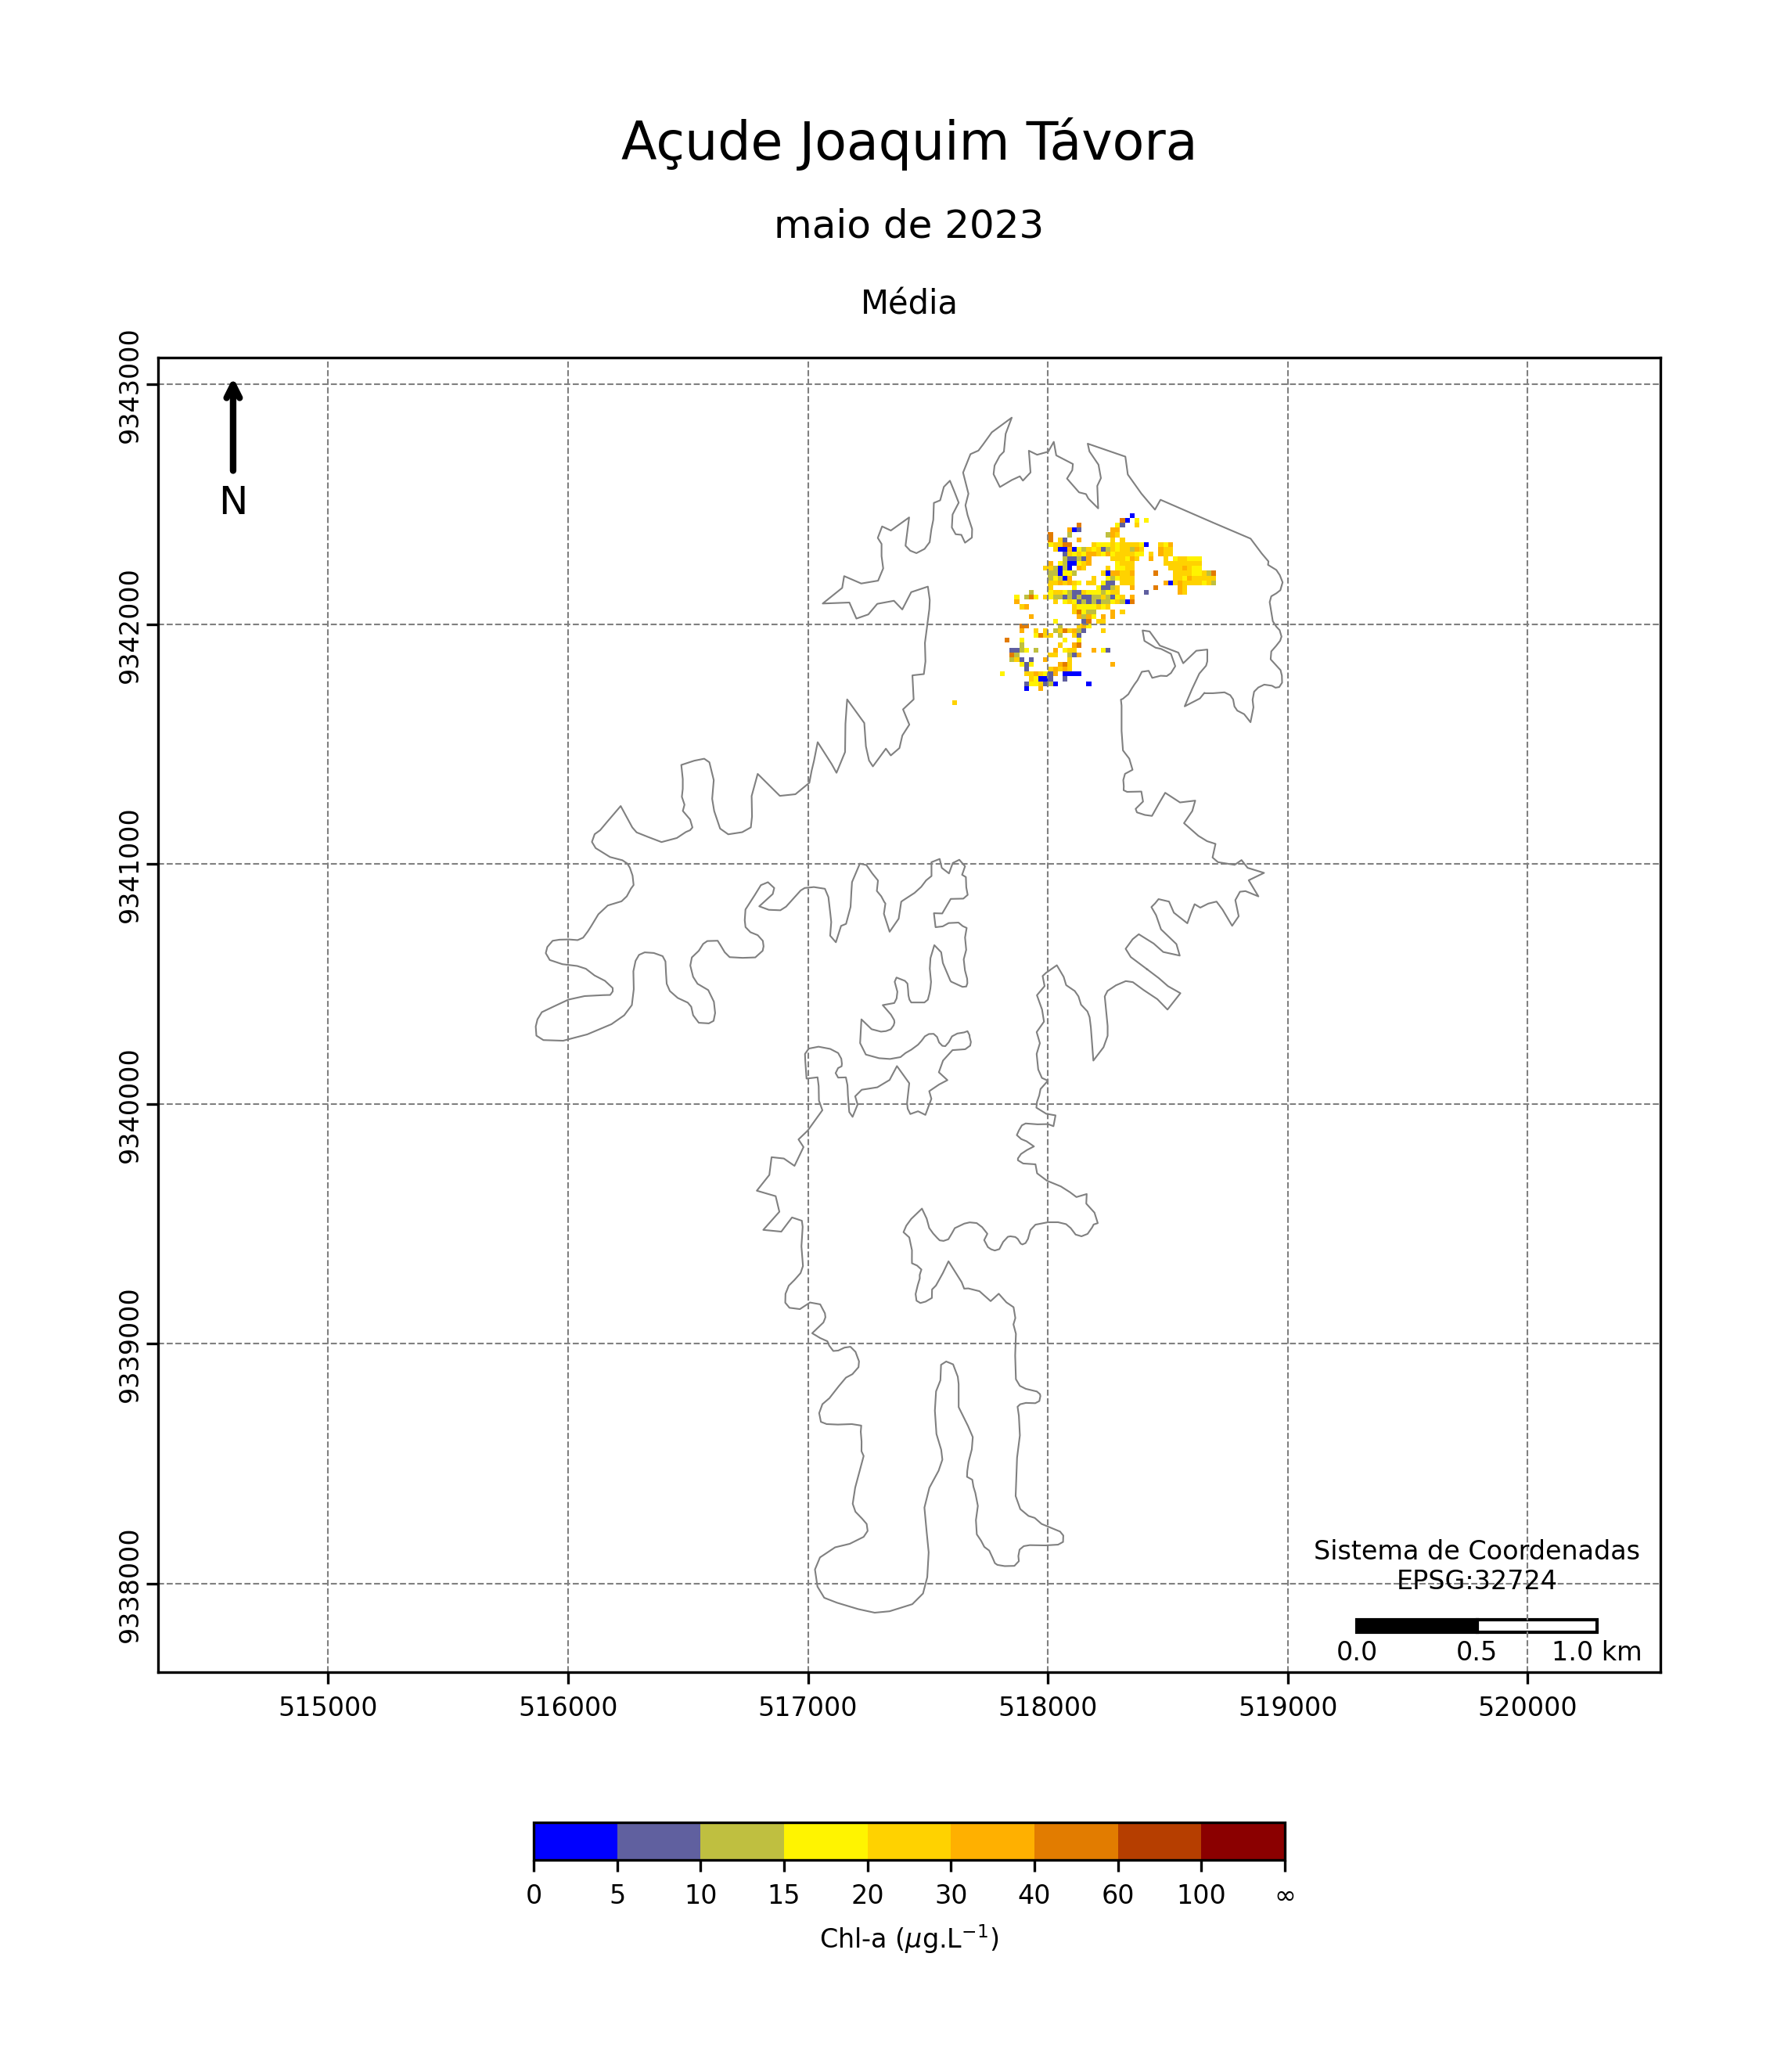 Açude Joaquim Távora
maio de 2023
Média
N
9343000
9342000
9341000
9340000
9339000
9338000
Sistema de Coordenadas
EPSG:32724
0.0 0.5 1.0 km
515000 516000 517000 518000 519000 520000
0 5 10 15 20 30 40 60 100 ∞
Chl-a (μg.L⁻¹)